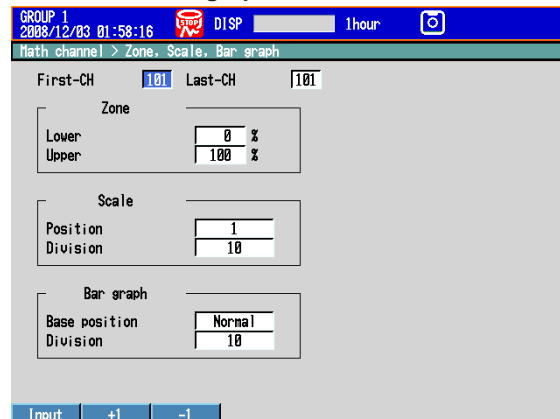 GROUP 1
2008/12/03 01:58:16 STOP DISP 1hour
Math channel > Zone, Scale, Bar graph
First-CH 101 Last-CH 101
Zone
Lower 0 %
Upper 100 %
Scale
Position 1
Division 10
Bar graph
Base position Normal
Division 10
Input +1 -1